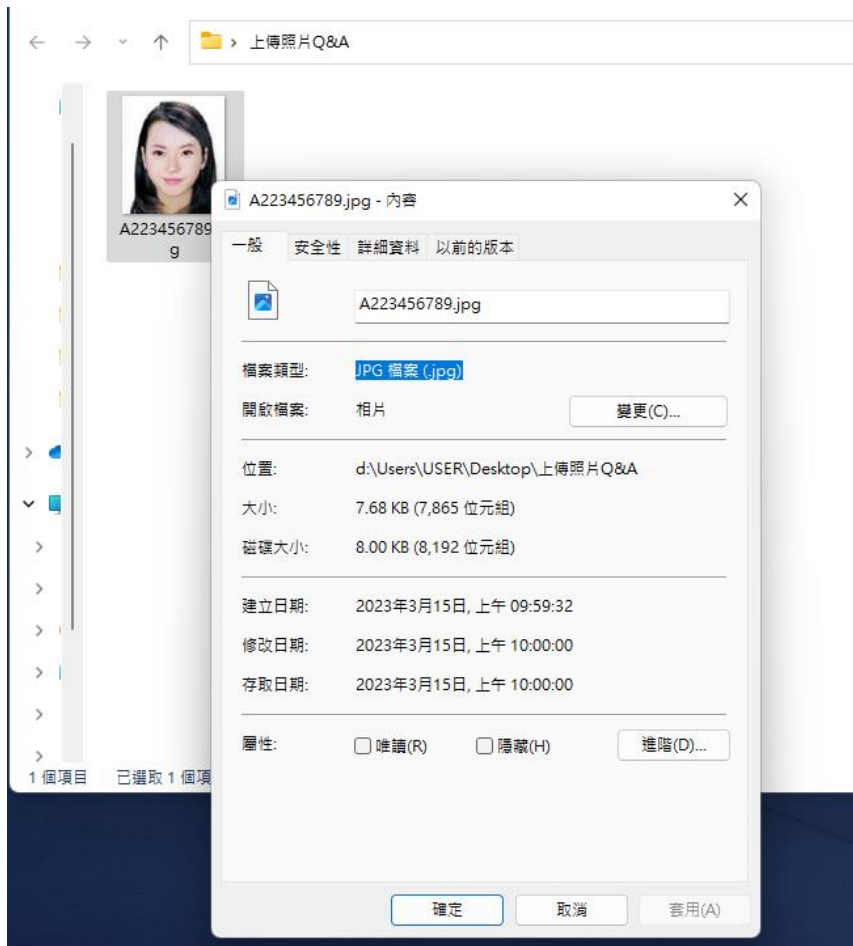 上傳照片Q&A
A223456789
g
A223456789.jpg - 內容
一般 安全性 詳細資料 以前的版本
A223456789.jpg
檔案類型: JPG 檔案 (.jpg)
開啟檔案: 相片 變更(C)...
位置: d:\Users\USER\Desktop\上傳照片Q&A
大小: 7.68 KB (7,865 位元組)
磁碟大小: 8.00 KB (8,192 位元組)
建立日期: 2023年3月15日, 上午 09:59:32
修改日期: 2023年3月15日, 上午 10:00:00
存取日期: 2023年3月15日, 上午 10:00:00
屬性: 唯讀(R) 隱藏(H) 進階(D)...
1 個項目 已選取 1 個項
確定 取消 套用(A)